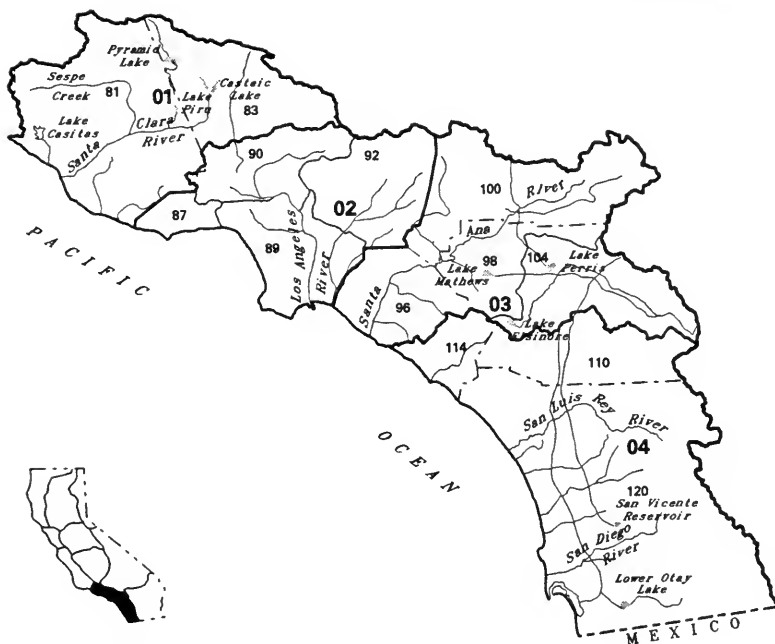 Pyramid
Lake
Sespe
Creek
81
01
Castaic
Lake
Lake
Piru
83
Lake
Casitas
Santa Clara River
90
92
87
02
89
Los Angeles River
100
Santa Ana River
Lake
Mathews
98
104
Lake
Perris
96
03
Lake
Elsinore
114
110
PACIFIC
OCEAN
San Luis Rey River
04
120
San Vicente
Reservoir
San Diego
River
Lower Otay
Lake
MEXICO